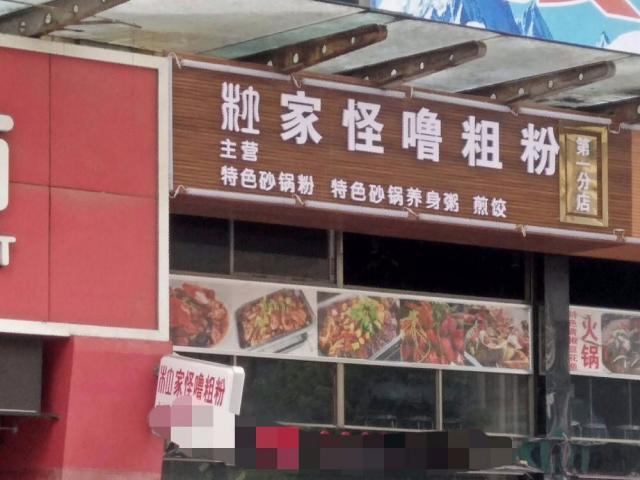 家怪噜粗粉
主营
特色砂锅粉 特色砂锅养身粥 煎饺
第一分店
火锅
家怪噜粗粉